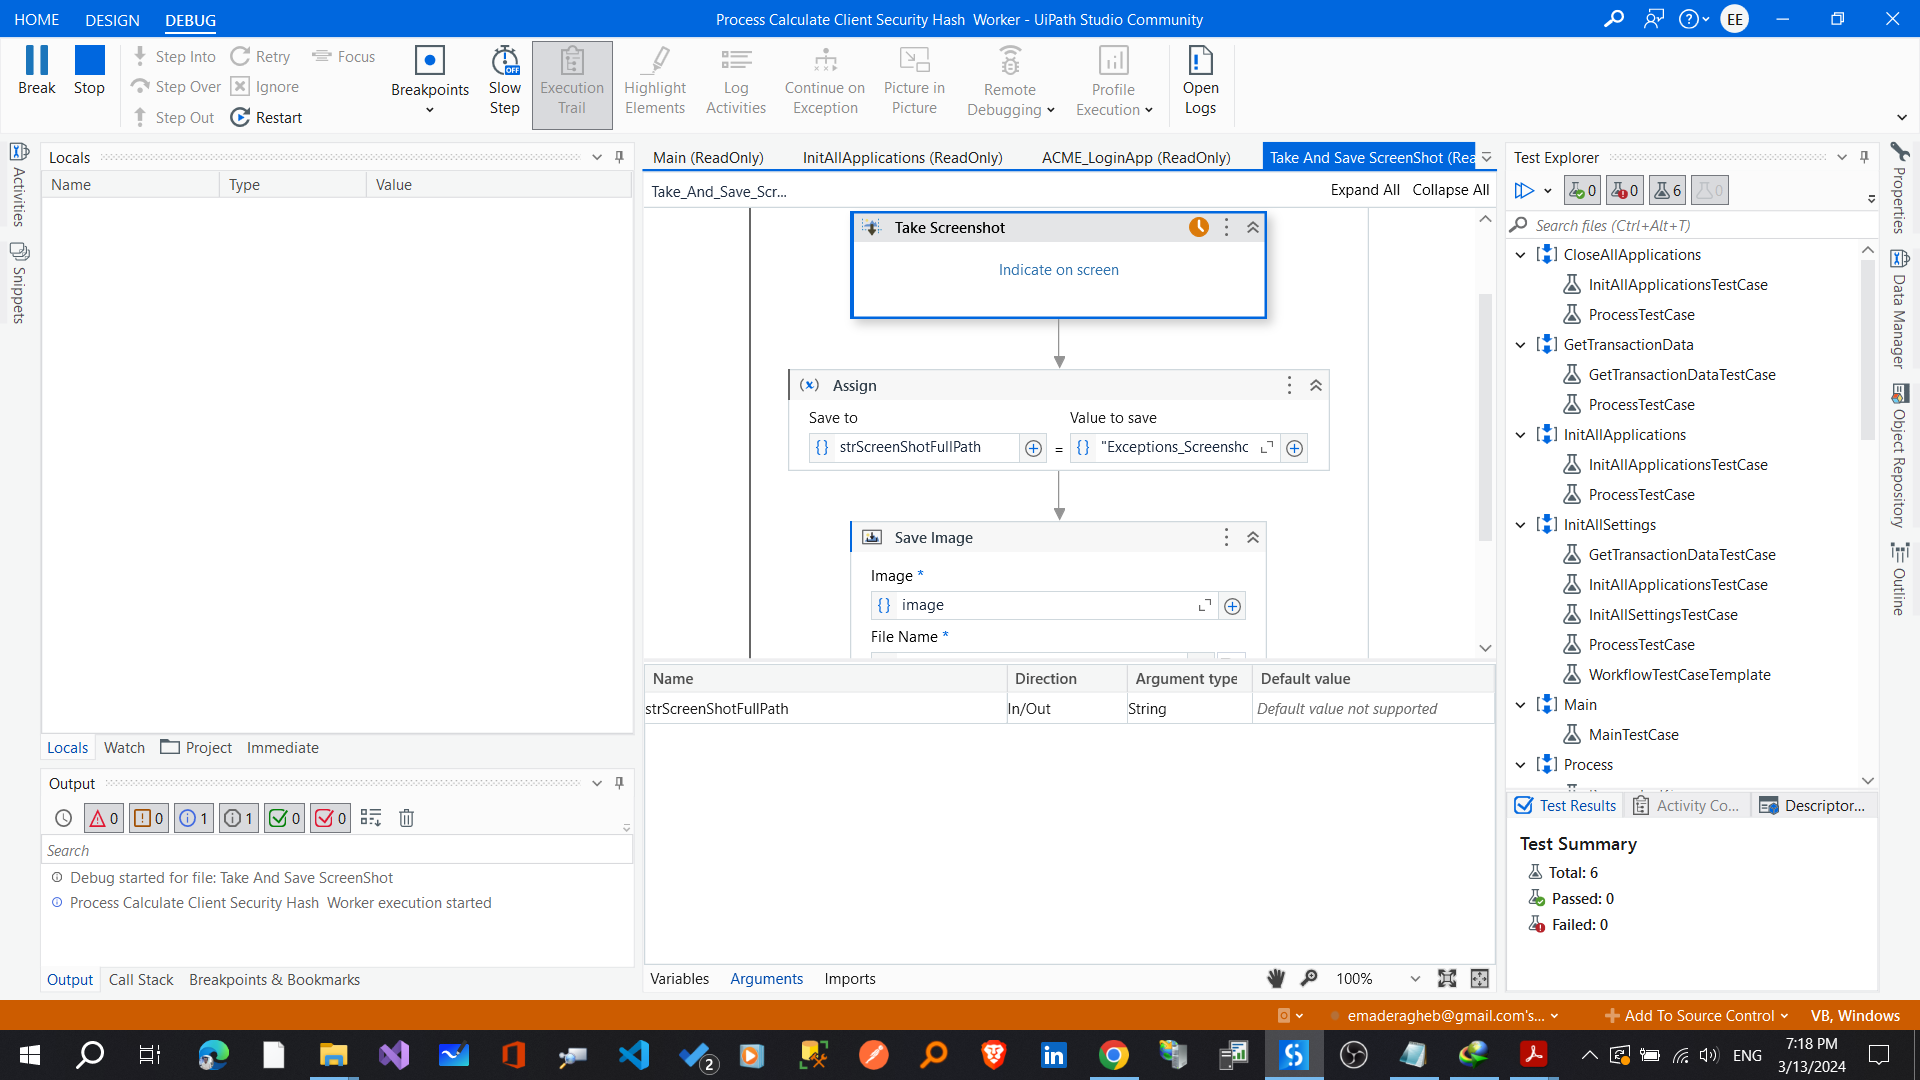 HOME DESIGN DEBUG
Process Calculate Client Security Hash  Worker - UiPath Studio Community
EE
Break
Stop
Step Into
Step Over
Step Out
Retry
Ignore
Restart
Focus
Breakpoints
OFF
Slow Step
Execution Trail
Highlight Elements
Log Activities
Continue on Exception
Picture in Picture
Remote Debugging
Profile Execution
Open Logs
Activities
Snippets
Locals
Name Type Value
Locals Watch Project Immediate
Output
0 0 1 1 0 0
Search
Debug started for file: Take And Save ScreenShot
Process Calculate Client Security Hash  Worker execution started
Output Call Stack Breakpoints & Bookmarks
Main (ReadOnly) InitAllApplications (ReadOnly) ACME_LoginApp (ReadOnly) Take And Save ScreenShot (Rea
Take_And_Save_Scr... Expand All Collapse All
Take Screenshot
Indicate on screen
(x) Assign
Save to Value to save
{} strScreenShotFullPath = {} "Exceptions_Screensho
Save Image
Image *
{} image
File Name *
Name Direction Argument type Default value
strScreenShotFullPath In/Out String Default value not supported
Variables Arguments Imports 100%
Test Explorer
0 0 6 0
Search files (Ctrl+Alt+T)
CloseAllApplications
InitAllApplicationsTestCase
ProcessTestCase
GetTransactionData
GetTransactionDataTestCase
ProcessTestCase
InitAllApplications
InitAllApplicationsTestCase
ProcessTestCase
InitAllSettings
GetTransactionDataTestCase
InitAllApplicationsTestCase
InitAllSettingsTestCase
ProcessTestCase
WorkflowTestCaseTemplate
Main
MainTestCase
Process
Test Results Activity Co... Descriptor...
Test Summary
Total: 6
Passed: 0
Failed: 0
Properties
Data Manager
Object Repository
Outline
emaderagheb@gmail.com's... Add To Source Control VB, Windows
2
ENG
7:18 PM
3/13/2024